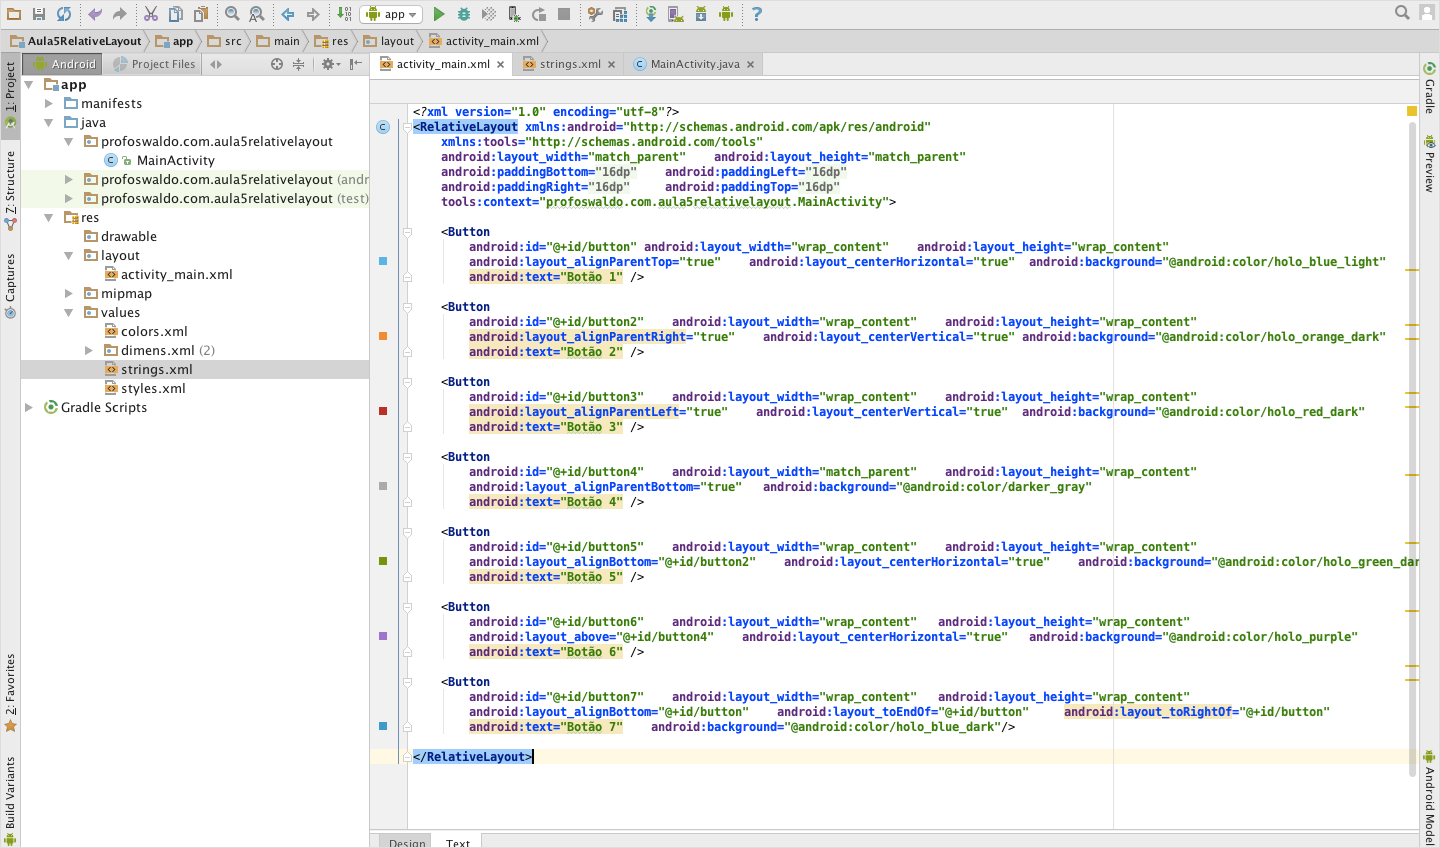 app
Aula5RelativeLayout app src main res layout activity_main.xml
1: Project
Z: Structure
Captures
2: Favorites
Build Variants
Android Project Files
app
manifests
java
profoswaldo.com.aula5relativelayout
MainActivity
profoswaldo.com.aula5relativelayout (andr
profoswaldo.com.aula5relativelayout (test)
res
drawable
layout
activity_main.xml
mipmap
values
colors.xml
dimens.xml (2)
strings.xml
styles.xml
Gradle Scripts
activity_main.xml strings.xml MainActivity.java
<?xml version="1.0" encoding="utf-8"?>
<RelativeLayout xmlns:android="http://schemas.android.com/apk/res/android"
xmlns:tools="http://schemas.android.com/tools"
android:layout_width="match_parent" android:layout_height="match_parent"
android:paddingBottom="16dp" android:paddingLeft="16dp"
android:paddingRight="16dp" android:paddingTop="16dp"
tools:context="profoswaldo.com.aula5relativelayout.MainActivity">
<Button
android:id="@+id/button" android:layout_width="wrap_content" android:layout_height="wrap_content"
android:layout_alignParentTop="true" android:layout_centerHorizontal="true" android:background="@android:color/holo_blue_light"
android:text="Botão 1" />
<Button
android:id="@+id/button2" android:layout_width="wrap_content" android:layout_height="wrap_content"
android:layout_alignParentRight="true" android:layout_centerVertical="true" android:background="@android:color/holo_orange_dark"
android:text="Botão 2" />
<Button
android:id="@+id/button3" android:layout_width="wrap_content" android:layout_height="wrap_content"
android:layout_alignParentLeft="true" android:layout_centerVertical="true" android:background="@android:color/holo_red_dark"
android:text="Botão 3" />
<Button
android:id="@+id/button4" android:layout_width="match_parent" android:layout_height="wrap_content"
android:layout_alignParentBottom="true" android:background="@android:color/darker_gray"
android:text="Botão 4" />
<Button
android:id="@+id/button5" android:layout_width="wrap_content" android:layout_height="wrap_content"
android:layout_alignBottom="@+id/button2" android:layout_centerHorizontal="true" android:background="@android:color/holo_green_dar
android:text="Botão 5" />
<Button
android:id="@+id/button6" android:layout_width="wrap_content" android:layout_height="wrap_content"
android:layout_above="@+id/button4" android:layout_centerHorizontal="true" android:background="@android:color/holo_purple"
android:text="Botão 6" />
<Button
android:id="@+id/button7" android:layout_width="wrap_content" android:layout_height="wrap_content"
android:layout_alignBottom="@+id/button" android:layout_toEndOf="@+id/button" android:layout_toRightOf="@+id/button"
android:text="Botão 7" android:background="@android:color/holo_blue_dark"/>
</RelativeLayout>
Design Text
Gradle
Preview
Android Model